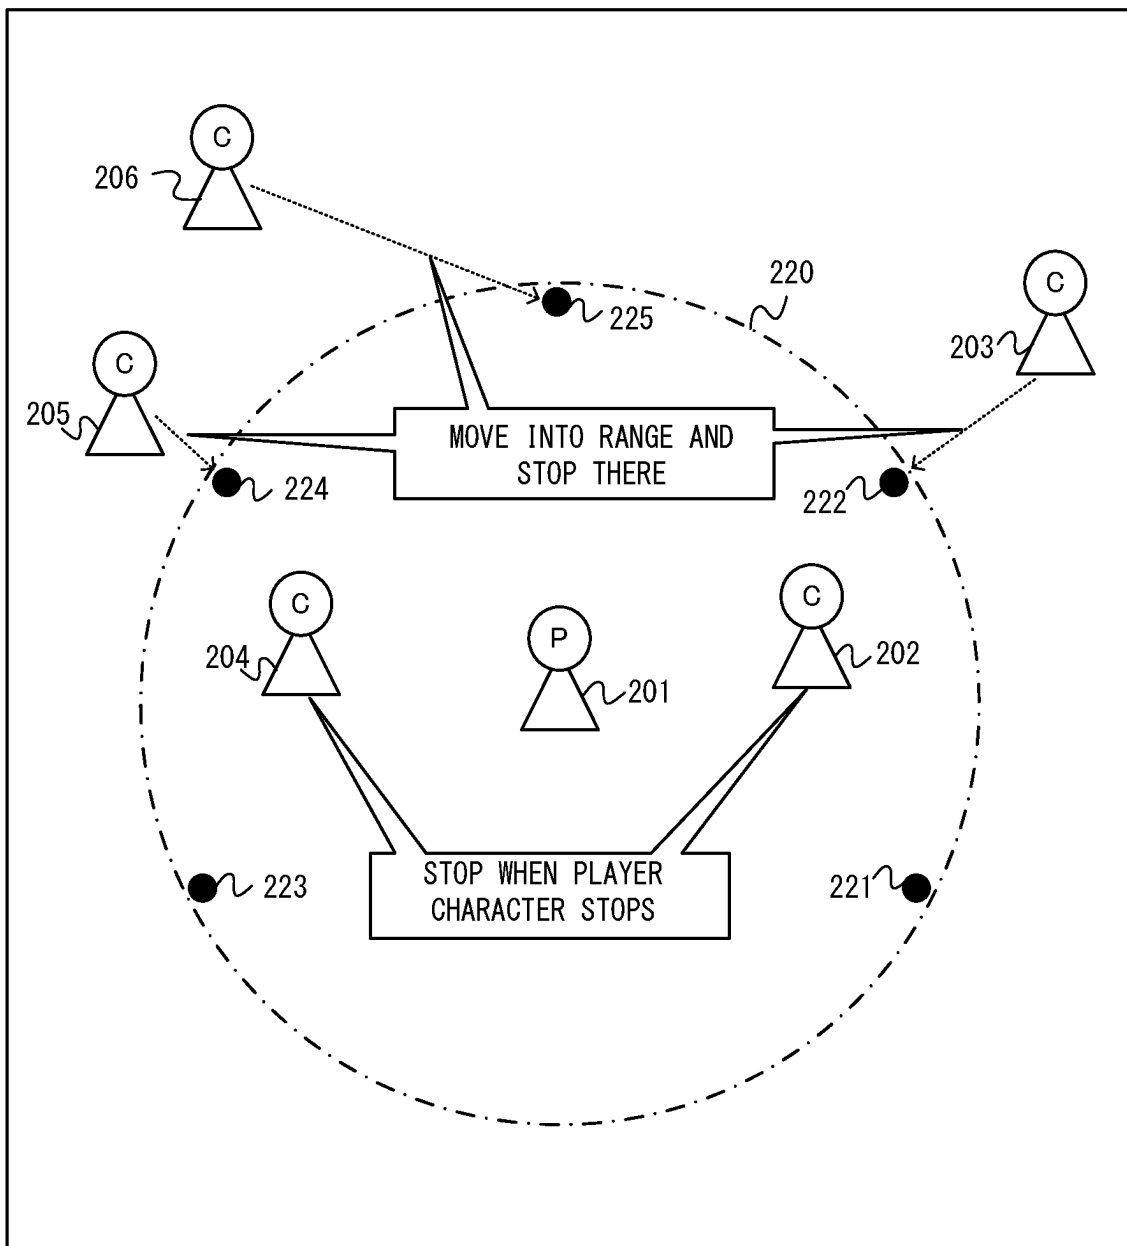 C
206
220
C
225
203
C
205
MOVE INTO RANGE AND
STOP THERE
224
222
C
C
P
204
202
201
STOP WHEN PLAYER
CHARACTER STOPS
223
221